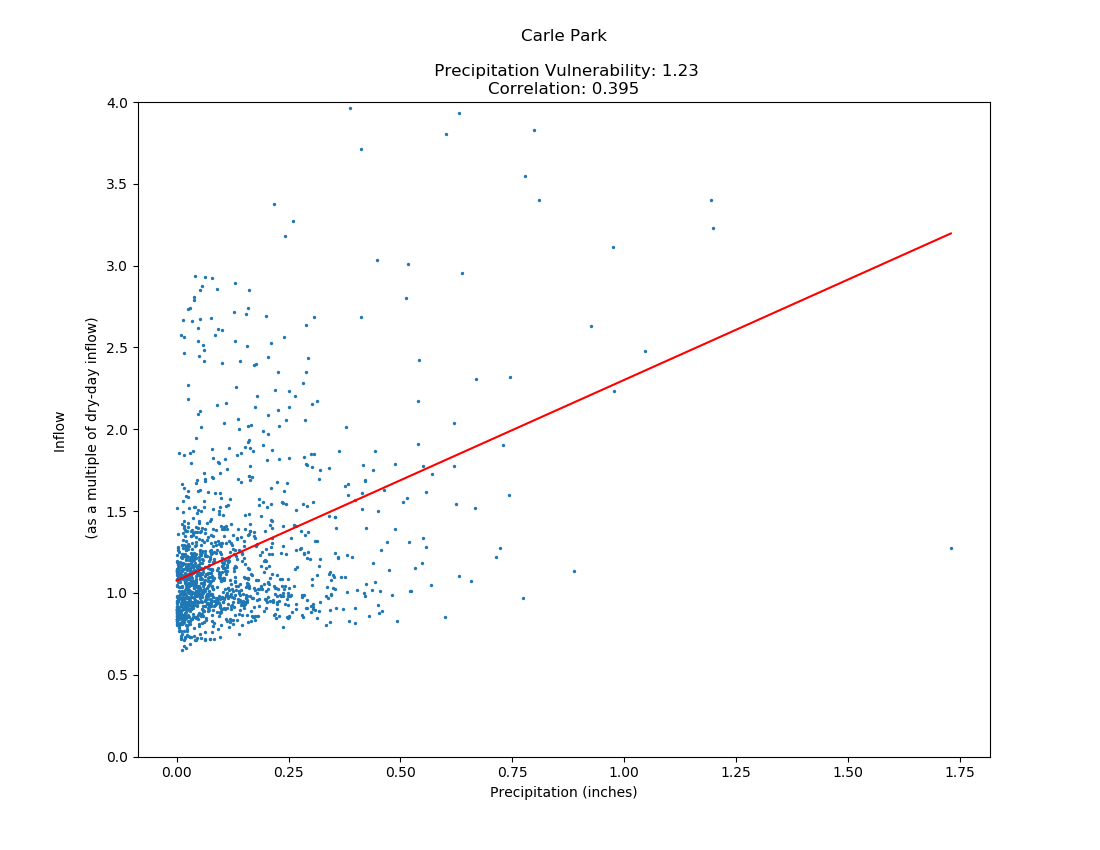 Carle Park
Precipitation Vulnerability: 1.23
Correlation: 0.395
4.0
3.5
3.0
2.5
2.0
1.5
1.0
0.5
0.0
Inflow
(as a multiple of dry-day inflow)
0.00 0.25 0.50 0.75 1.00 1.25 1.50 1.75
Precipitation (inches)